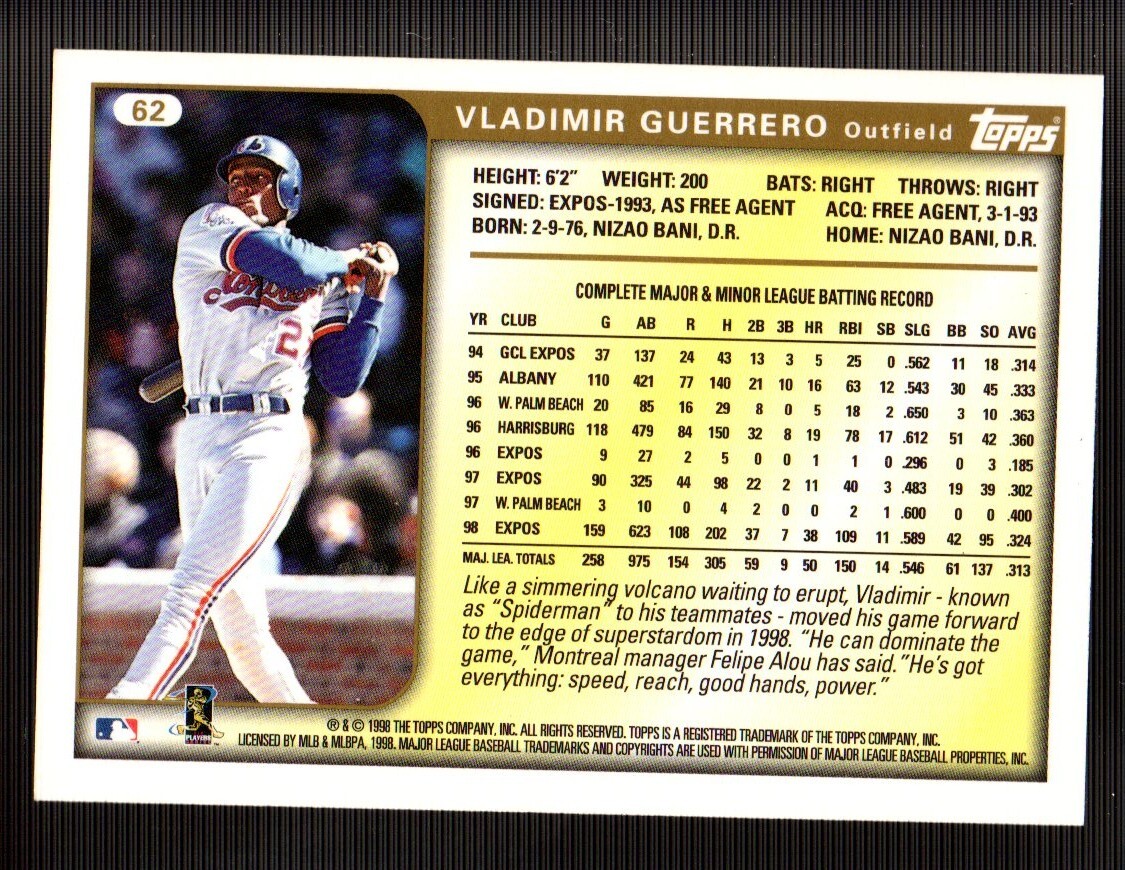 62
VLADIMIR GUERRERO Outfield topps®
HEIGHT: 6'2" WEIGHT: 200 BATS: RIGHT THROWS: RIGHT
SIGNED: EXPOS-1993, AS FREE AGENT ACQ: FREE AGENT, 3-1-93
BORN: 2-9-76, NIZAO BANI, D.R. HOME: NIZAO BANI, D.R.
COMPLETE MAJOR & MINOR LEAGUE BATTING RECORD
YR CLUB G AB R H 2B 3B HR RBI SB SLG BB SO AVG
94 GCL EXPOS 37 137 24 43 13 3 5 25 0 .562 11 18 .314
95 ALBANY 110 421 77 140 21 10 16 63 12 .543 30 45 .333
96 W. PALM BEACH 20 85 16 29 8 0 5 18 2 .650 3 10 .363
96 HARRISBURG 118 479 84 150 32 8 19 78 17 .612 51 42 .360
96 EXPOS 9 27 2 5 0 0 1 1 0 .296 0 3 .185
97 EXPOS 90 325 44 98 22 2 11 40 3 .483 19 39 .302
97 W. PALM BEACH 3 10 0 4 2 0 0 2 1 .600 0 0 .400
98 EXPOS 159 623 108 202 37 7 38 109 11 .589 42 95 .324
MAJ. LEA. TOTALS 258 975 154 305 59 9 50 150 14 .546 61 137 .313
Like a simmering volcano waiting to erupt, Vladimir - known
as "Spiderman" to his teammates - moved his game forward
to the edge of superstardom in 1998. "He can dominate the
game," Montreal manager Felipe Alou has said. "He's got
everything: speed, reach, good hands, power."
PLAYERS
® & © 1998 THE TOPPS COMPANY, INC. ALL RIGHTS RESERVED. TOPPS IS A REGISTERED TRADEMARK OF THE TOPPS COMPANY, INC.
LICENSED BY MLB & MLBPA, 1998. MAJOR LEAGUE BASEBALL TRADEMARKS AND COPYRIGHTS ARE USED WITH PERMISSION OF MAJOR LEAGUE BASEBALL PROPERTIES, INC.